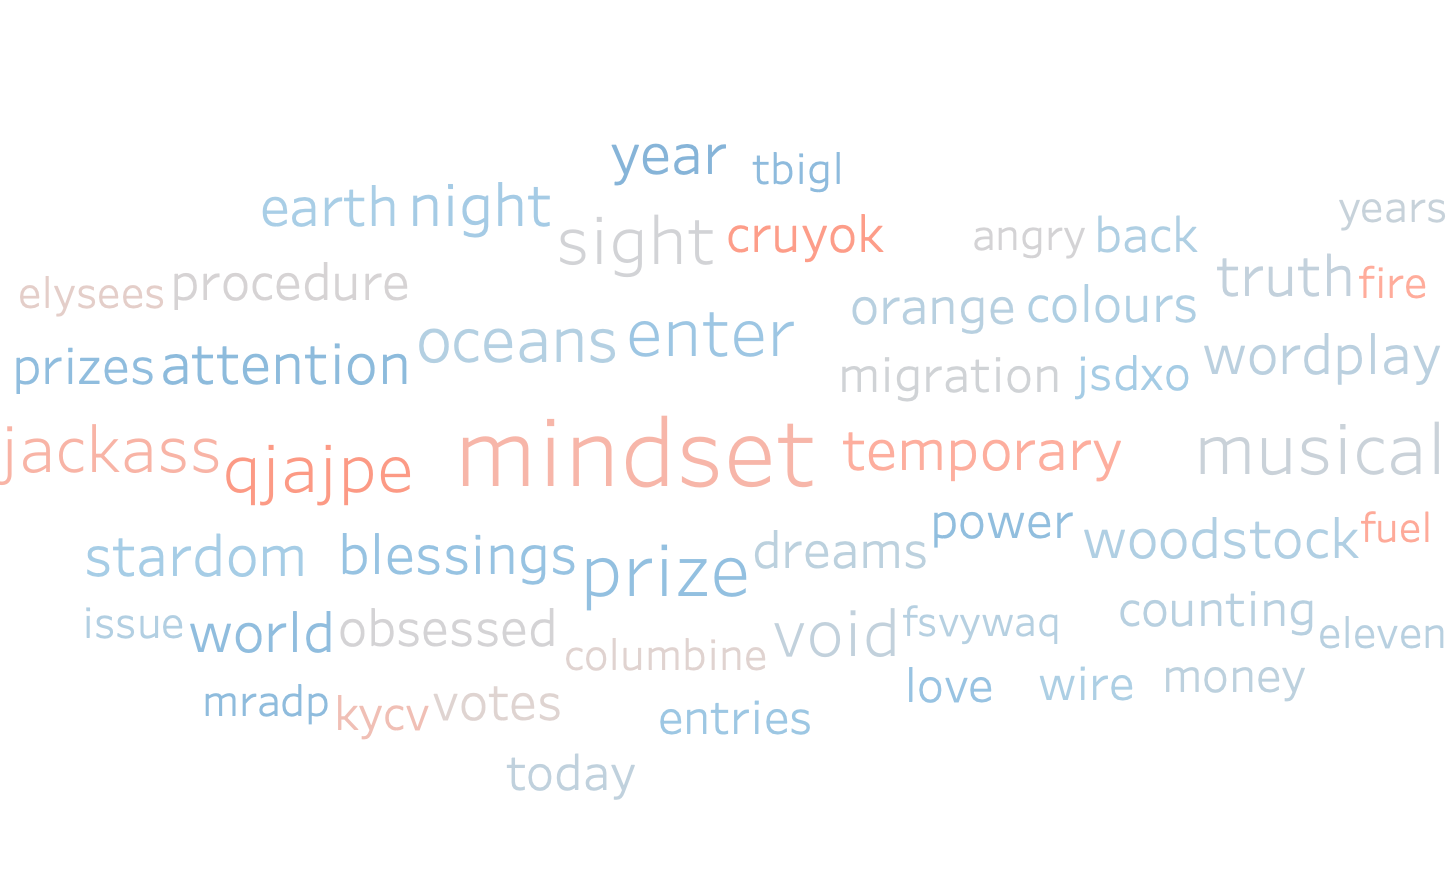 year tbigl
earth night years
sight cruyok angry back
elysees procedure truth fire
orange colours
oceans enter
prizes attention migration jsdxo wordplay
jackass qjajpe mindset temporary musical
power woodstock fuel
stardom blessings prize dreams
issue world obsessed void fsvywaq counting eleven
columbine
mradp kycv votes love wire money
entries
today